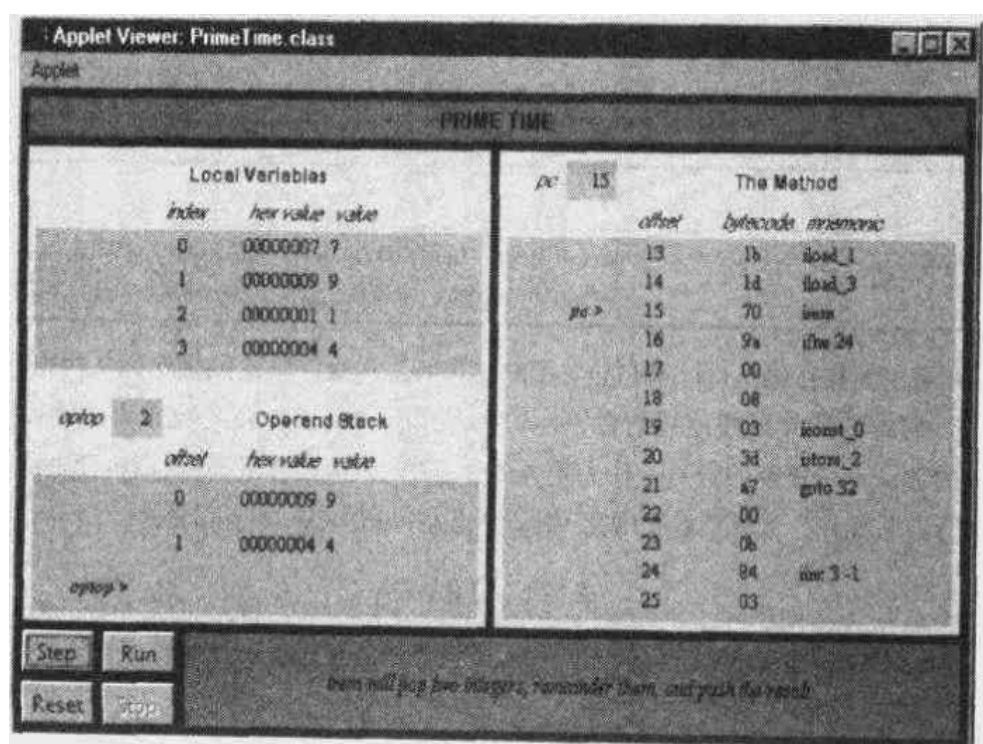 Applet Viewer: PrimeTime.class
Applet
PRIME TIME
Local Variables
index hex value value
0 00000007 7
1 00000009 9
2 00000001 1
3 00000004 4
optop 2 Operand Stack
offset hex value value
0 00000009 9
1 00000004 4
optop >
pc 15 The Method
offset bytecode mnemonic
13 1b iload_1
14 1d iload_3
pc > 15 70 irem
16 9a ifne 24
17 00
18 08
19 03 iconst_0
20 3d istore_2
21 a7 goto 32
22 00
23 0b
24 84 iinc 3 -1
25 03
Step Run
Reset Stop
irem will pop two integers, remainder them, and push the result